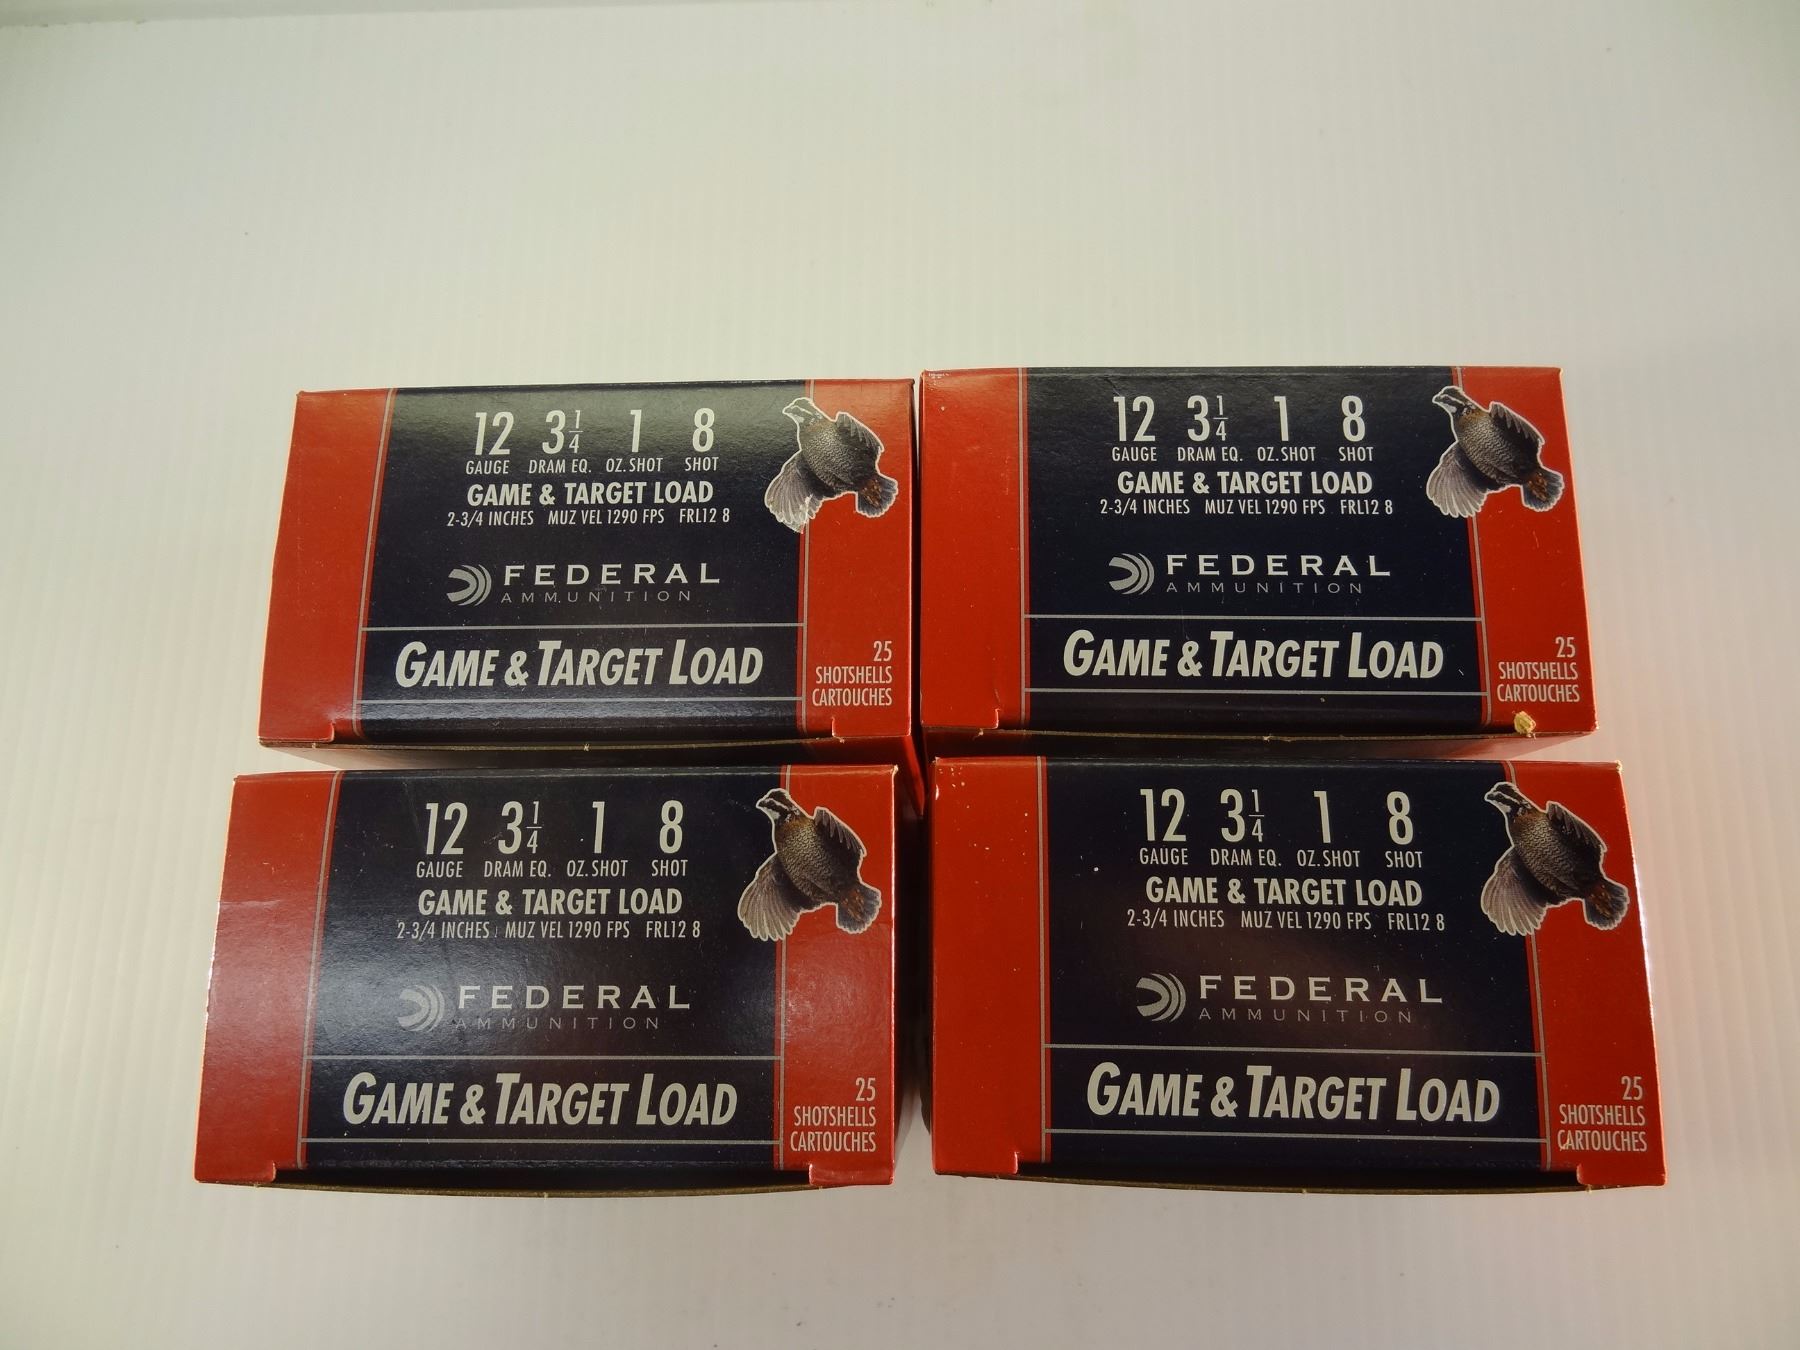 12 3 1/4 1 8
GAUGE DRAM EQ. OZ. SHOT SHOT
GAME & TARGET LOAD
2-3/4 INCHES MUZ VEL 1290 FPS FRL12 8
FEDERAL
AMMUNITION
GAME & TARGET LOAD
25
SHOTSHELLS
CARTOUCHES
12 3 1/4 1 8
GAUGE DRAM EQ. OZ. SHOT SHOT
GAME & TARGET LOAD
2-3/4 INCHES MUZ VEL 1290 FPS FRL12 8
FEDERAL
AMMUNITION
GAME & TARGET LOAD
25
SHOTSHELLS
CARTOUCHES
12 3 1/4 1 8
GAUGE DRAM EQ. OZ. SHOT SHOT
GAME & TARGET LOAD
2-3/4 INCHES MUZ VEL 1290 FPS FRL12 8
FEDERAL
AMMUNITION
GAME & TARGET LOAD
25
SHOTSHELLS
CARTOUCHES
12 3 1/4 1 8
GAUGE DRAM EQ. OZ. SHOT SHOT
GAME & TARGET LOAD
2-3/4 INCHES MUZ VEL 1290 FPS FRL12 8
FEDERAL
AMMUNITION
GAME & TARGET LOAD
25
SHOTSHELLS
CARTOUCHES